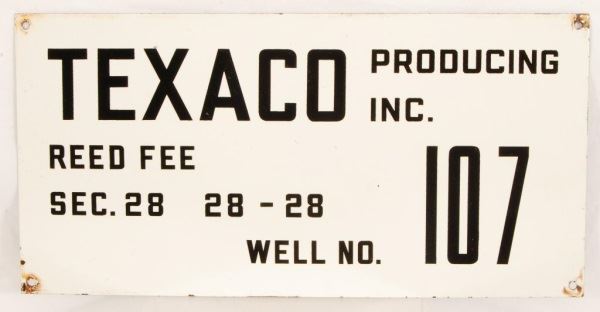 TEXACO PRODUCING INC.
REED FEE
SEC. 28 28 - 28
WELL NO. 107